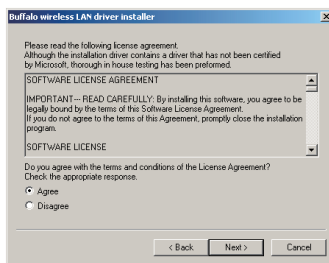 Buffalo wireless LAN driver installer
Please read the following license agreement.
Although the installation driver contains a driver that has not been certified
by Microsoft, thorough in house testing has been preformed.
SOFTWARE LICENSE AGREEMENT
IMPORTANT--- READ CAREFULLY: By installing this software, you agree to be
legally bound by the terms of this Software License Agreement.
If you do not agree to the terms of this Agreement, promptly close the installation
program.
SOFTWARE LICENSE
Do you agree with the terms and conditions of the License Agreement?
Check the appropriate response.
Agree
Disagree
< Back
Next >
Cancel